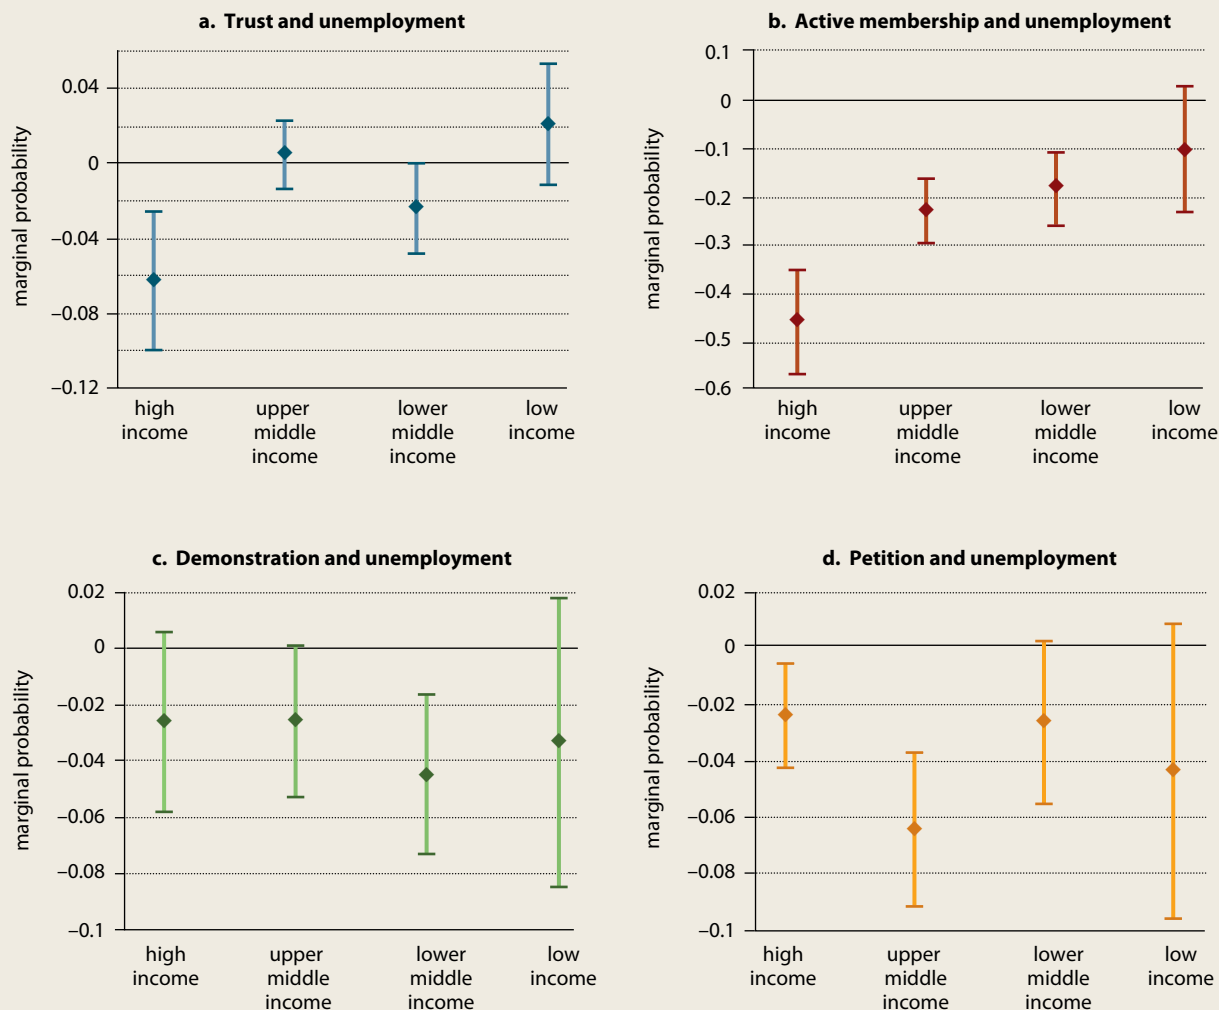 a. Trust and unemployment
marginal probability
0.04
0
–0.04
–0.08
–0.12
high
income
upper
middle
income
lower
middle
income
low
income
b. Active membership and unemployment
marginal probability
0.1
0
–0.1
–0.2
–0.3
–0.4
–0.5
–0.6
high
income
upper
middle
income
lower
middle
income
low
income
c. Demonstration and unemployment
marginal probability
0.02
0
–0.02
–0.04
–0.06
–0.08
–0.1
high
income
upper
middle
income
lower
middle
income
low
income
d. Petition and unemployment
marginal probability
0.02
0
–0.02
–0.04
–0.06
–0.08
–0.1
high
income
upper
middle
income
lower
middle
income
low
income